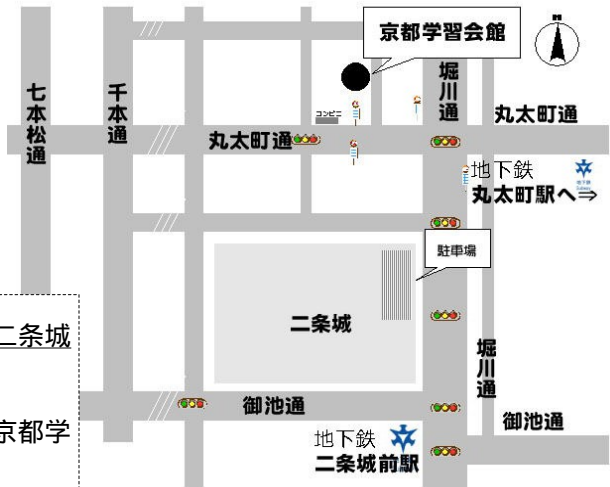 京都学習会館
N
七本松通
千本通
堀川通
コンビニ
丸太町通
丸太町通
地下鉄
丸太町駅へ⇒
駐車場
二条城
二条城
堀川通
京都学
御池通
御池通
地下鉄
二条城前駅